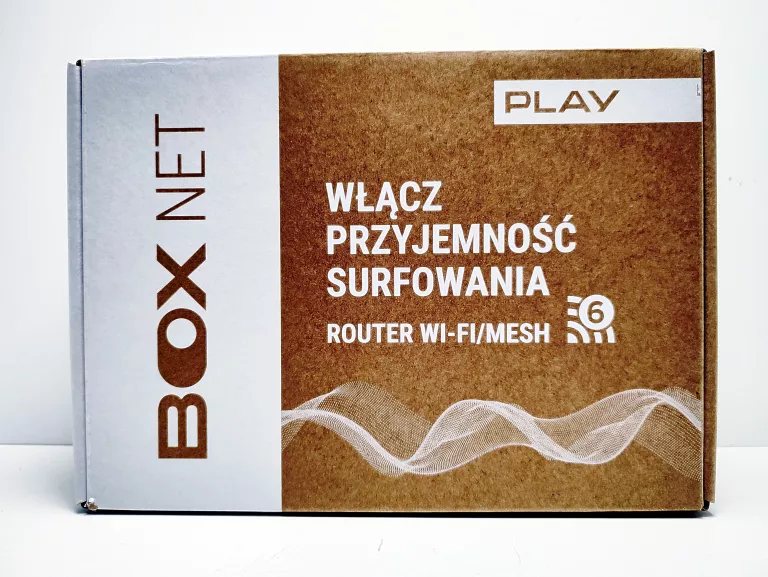 BOX NET
PLAY
WŁĄCZ
PRZYJEMNOŚĆ
SURFOWANIA
ROUTER WI-FI/MESH 6